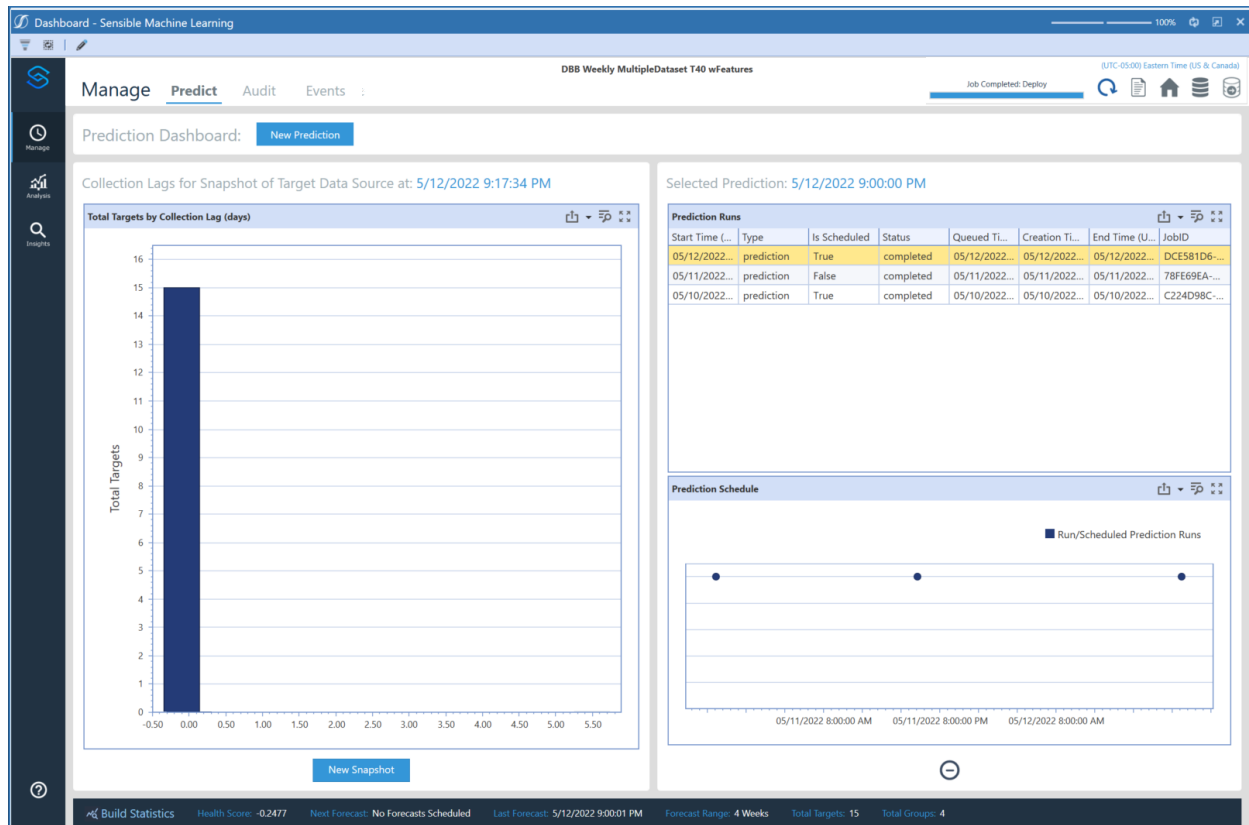 Dashboard - Sensible Machine Learning
100%
DBB Weekly MultipleDataset T40 wFeatures
(UTC-05:00) Eastern Time (US & Canada)
Manage Predict Audit Events :
Job Completed: Deploy
Manage
Analysis
Insights
Prediction Dashboard: New Prediction
Collection Lags for Snapshot of Target Data Source at: 5/12/2022 9:17:34 PM
Total Targets by Collection Lag (days)
16
15
14
13
12
11
10
9
8
7
6
5
4
3
2
1
0
Total Targets
-0.50 0.00 0.50 1.00 1.50 2.00 2.50 3.00 3.50 4.00 4.50 5.00 5.50
New Snapshot
Selected Prediction: 5/12/2022 9:00:00 PM
Prediction Runs
Start Time (... Type Is Scheduled Status Queued Ti... Creation Ti... End Time (U... JobID
05/12/2022... prediction True completed 05/12/2022... 05/12/2022... 05/12/2022... DCE581D6-...
05/11/2022... prediction False completed 05/11/2022... 05/11/2022... 05/11/2022... 78FE69EA-...
05/10/2022... prediction True completed 05/10/2022... 05/10/2022... 05/10/2022... C224D98C-...
Prediction Schedule
Run/Scheduled Prediction Runs
05/11/2022 8:00:00 AM 05/11/2022 8:00:00 PM 05/12/2022 8:00:00 AM
Build Statistics Health Score: -0.2477 Next Forecast: No Forecasts Scheduled Last Forecast: 5/12/2022 9:00:01 PM Forecast Range: 4 Weeks Total Targets: 15 Total Groups: 4